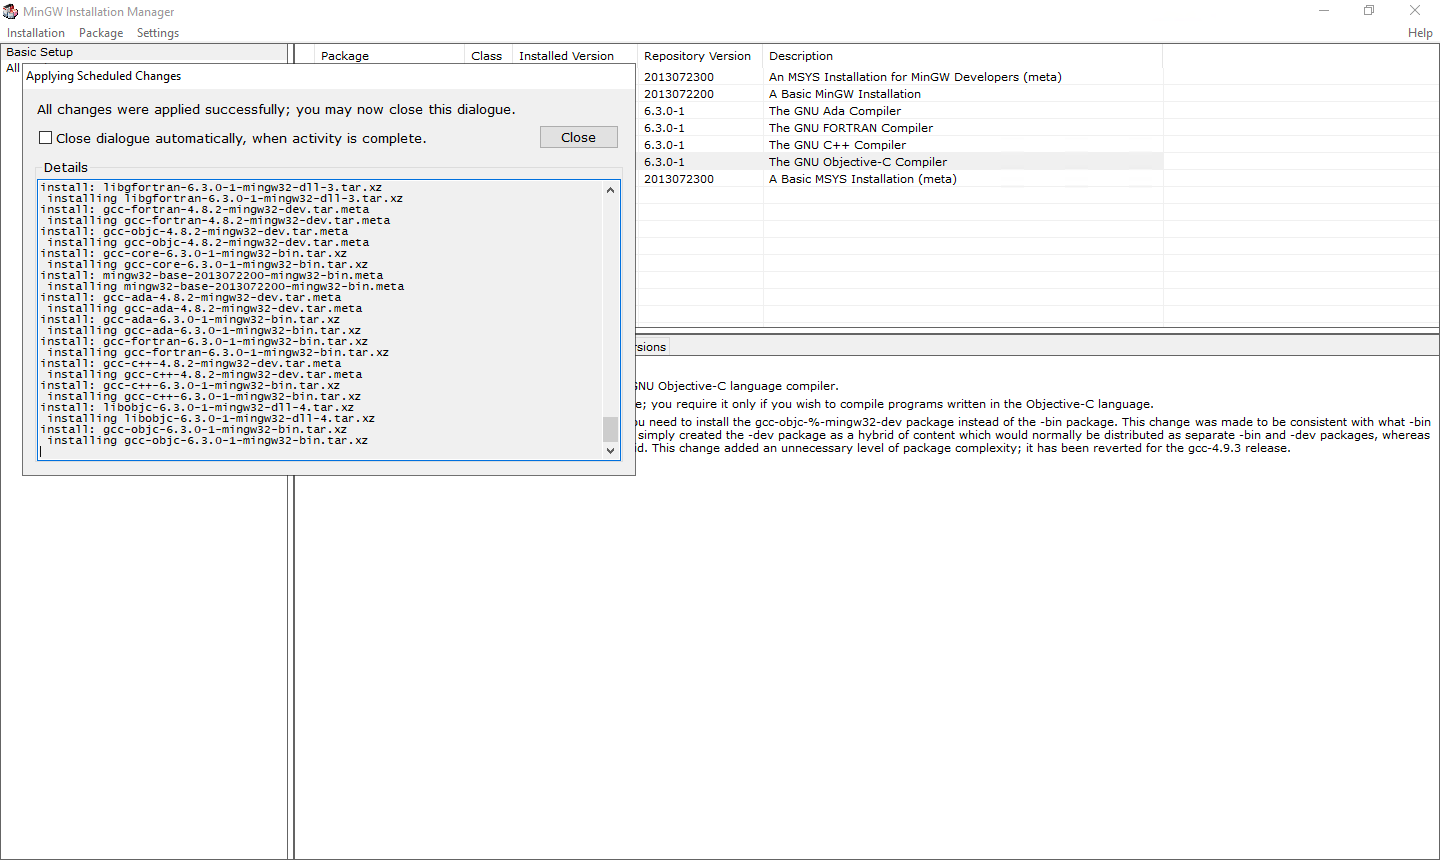 MinGW Installation Manager
Installation Package Settings Help
Basic Setup
All
Package Class Installed Version Repository Version Description
2013072300 An MSYS Installation for MinGW Developers (meta)
2013072200 A Basic MinGW Installation
6.3.0-1 The GNU Ada Compiler
6.3.0-1 The GNU FORTRAN Compiler
6.3.0-1 The GNU C++ Compiler
6.3.0-1 The GNU Objective-C Compiler
2013072300 A Basic MSYS Installation (meta)
Applying Scheduled Changes
All changes were applied successfully; you may now close this dialogue.
Close dialogue automatically, when activity is complete.
Close
Details
install: libgfortran-6.3.0-1-mingw32-dll-3.tar.xz
installing libgfortran-6.3.0-1-mingw32-dll-3.tar.xz
install: gcc-fortran-4.8.2-mingw32-dev.tar.meta
installing gcc-fortran-4.8.2-mingw32-dev.tar.meta
install: gcc-objc-4.8.2-mingw32-dev.tar.meta
installing gcc-objc-4.8.2-mingw32-dev.tar.meta
install: gcc-core-6.3.0-1-mingw32-bin.tar.xz
installing gcc-core-6.3.0-1-mingw32-bin.tar.xz
install: mingw32-base-2013072200-mingw32-bin.meta
installing mingw32-base-2013072200-mingw32-bin.meta
install: gcc-ada-4.8.2-mingw32-dev.tar.meta
installing gcc-ada-4.8.2-mingw32-dev.tar.meta
install: gcc-ada-6.3.0-1-mingw32-bin.tar.xz
installing gcc-ada-6.3.0-1-mingw32-bin.tar.xz
install: gcc-fortran-6.3.0-1-mingw32-bin.tar.xz
installing gcc-fortran-6.3.0-1-mingw32-bin.tar.xz
install: gcc-c++-4.8.2-mingw32-dev.tar.meta
installing gcc-c++-4.8.2-mingw32-dev.tar.meta
install: gcc-c++-6.3.0-1-mingw32-bin.tar.xz
installing gcc-c++-6.3.0-1-mingw32-bin.tar.xz
install: libobjc-6.3.0-1-mingw32-dll-4.tar.xz
installing libobjc-6.3.0-1-mingw32-dll-4.tar.xz
install: gcc-objc-6.3.0-1-mingw32-bin.tar.xz
installing gcc-objc-6.3.0-1-mingw32-bin.tar.xz
rsions
GNU Objective-C language compiler.
e; you require it only if you wish to compile programs written in the Objective-C language.
ou need to install the gcc-objc-%-mingw32-dev package instead of the -bin package. This change was made to be consistent with what -bin
simply created the -dev package as a hybrid of content which would normally be distributed as separate -bin and -dev packages, whereas
id. This change added an unnecessary level of package complexity; it has been reverted for the gcc-4.9.3 release.